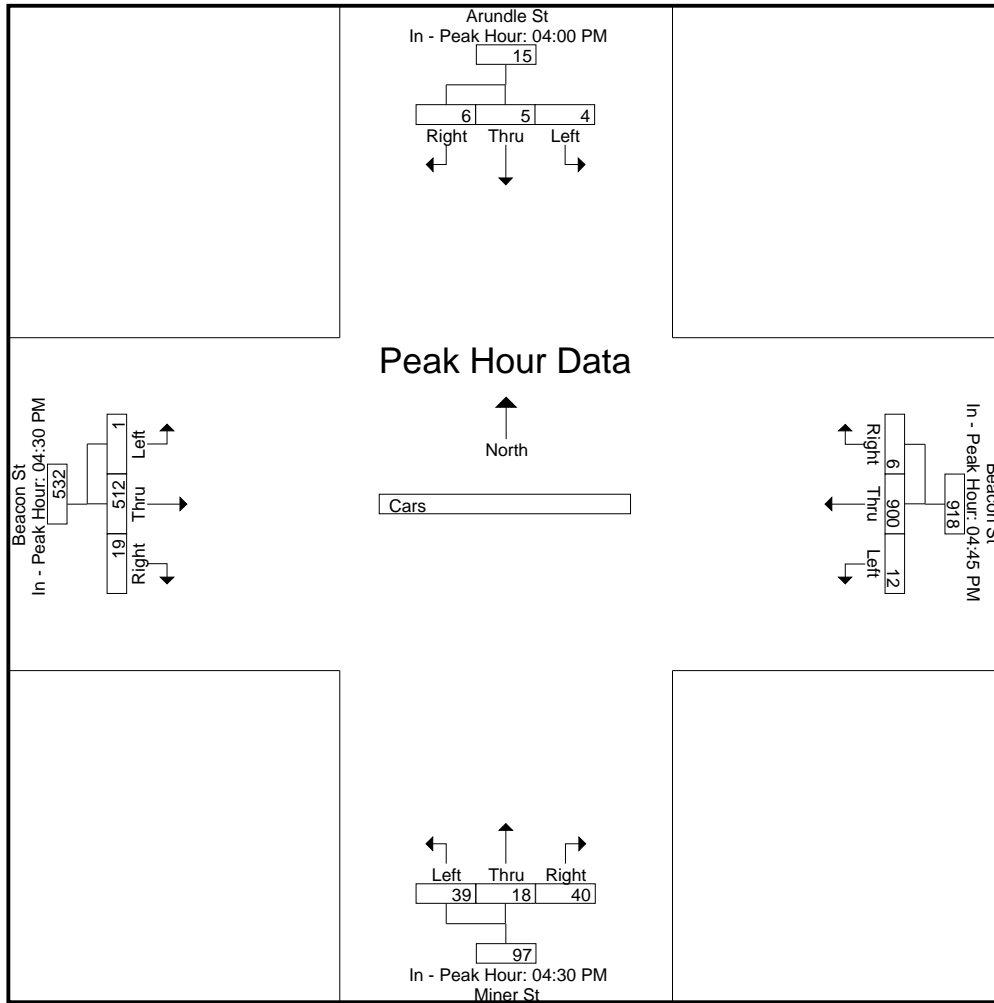 Arundle St
In - Peak Hour: 04:00 PM
15
6 5 4
Right Thru Left
Peak Hour Data
North
Cars
Beacon St
In - Peak Hour: 04:30 PM
532
1 512 19
Left Thru Right
Right Thru Left
6 900 12
918
In - Peak Hour: 04:45 PM
Beacon St
Left Thru Right
39 18 40
97
In - Peak Hour: 04:30 PM
Miner St